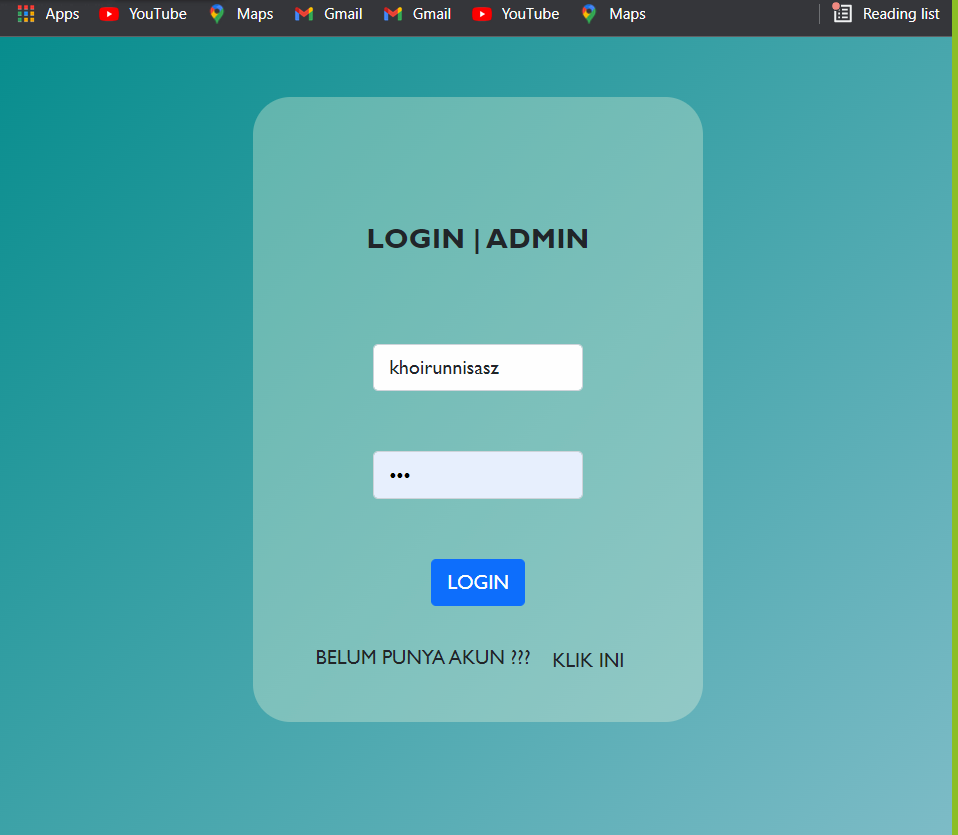 Apps YouTube Maps Gmail Gmail YouTube Maps Reading list
LOGIN | ADMIN
khoirunnisasz
•••
LOGIN
BELUM PUNYA AKUN ??? KLIK INI